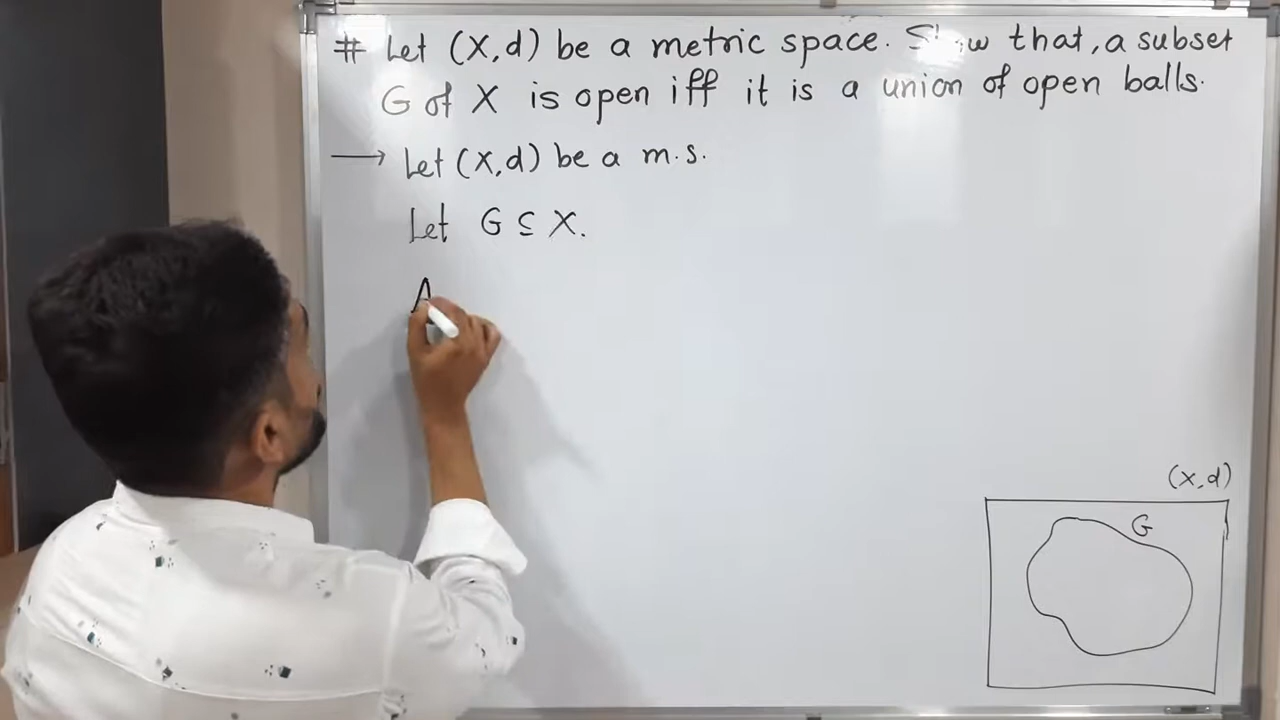 # Let (X,d) be a metric space. that, a subset
G of X is open iff it is a union of open balls.
→ Let (X,d) be a m.s.
Let G ⊆ X.
A
(X,d)
G